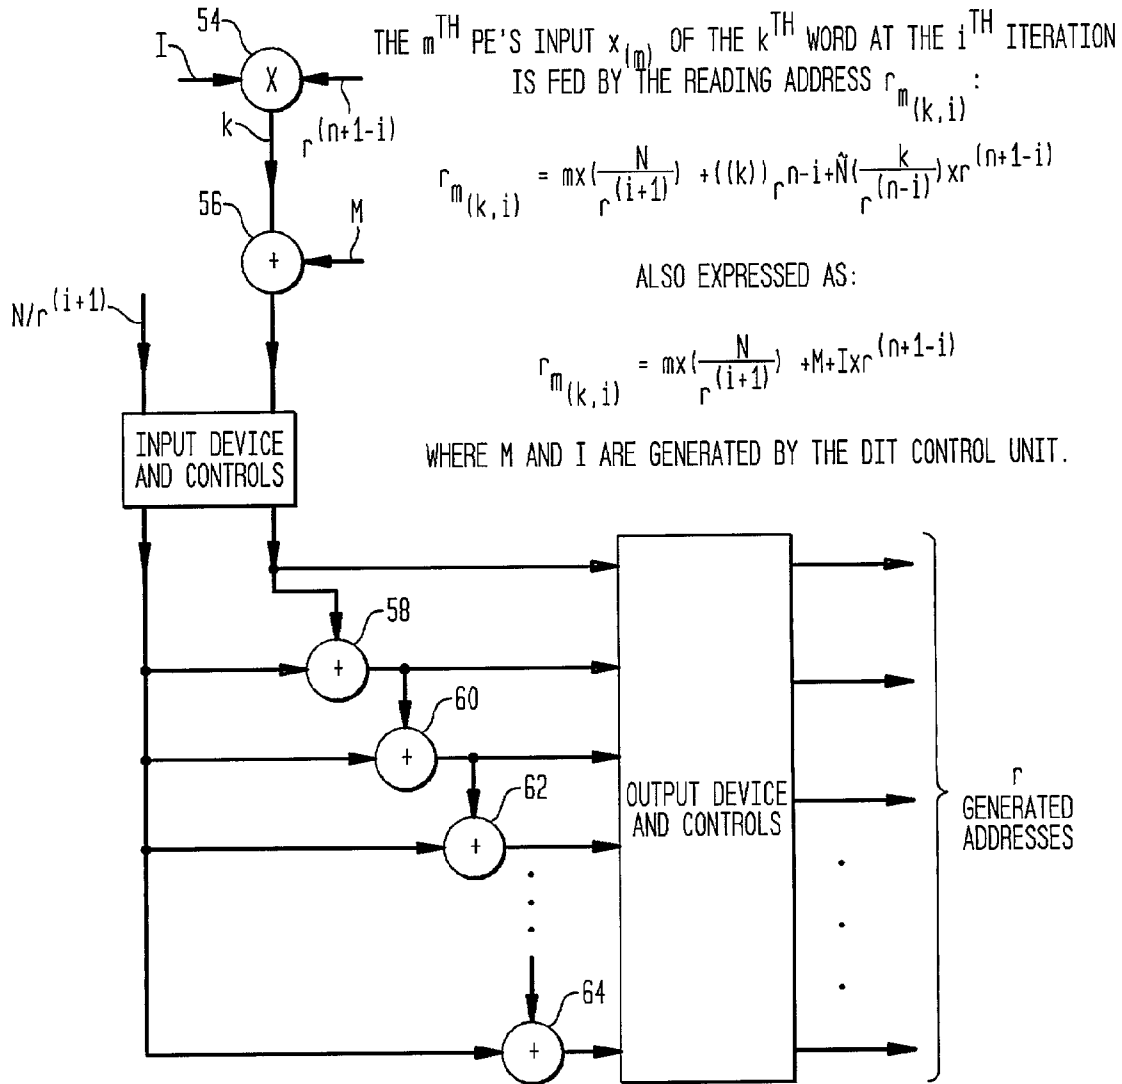 THE m^TH PE'S INPUT x_(m) OF THE k^TH WORD AT THE i^TH ITERATION
IS FED BY THE READING ADDRESS r_m_(k,i) :
r_m_(k,i) = mx(N/r^(i+1)) +((k))_r n-i+Ñ(k/r^(n-i))xr^(n+1-i)
ALSO EXPRESSED AS:
r_m_(k,i) = mx(N/r^(i+1)) +M+Ixr^(n+1-i)
WHERE M AND I ARE GENERATED BY THE DIT CONTROL UNIT.
54
I
X
k
r^(n+1-i)
56
M
+
N/r^(i+1)
INPUT DEVICE
AND CONTROLS
58
+
60
+
62
+
64
+
OUTPUT DEVICE
AND CONTROLS
r
GENERATED
ADDRESSES